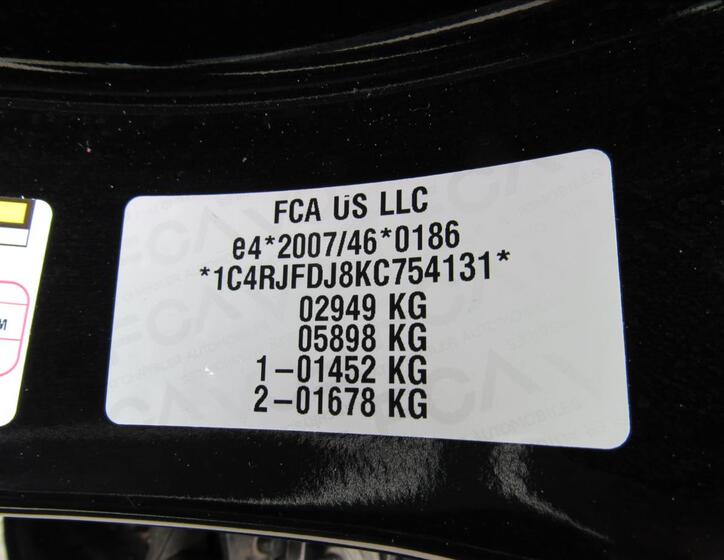 FCA US LLC
e4*2007/46*0186
*1C4RJFDJ8KC754131*
02949 KG
05898 KG
1-01452 KG
2-01678 KG
M